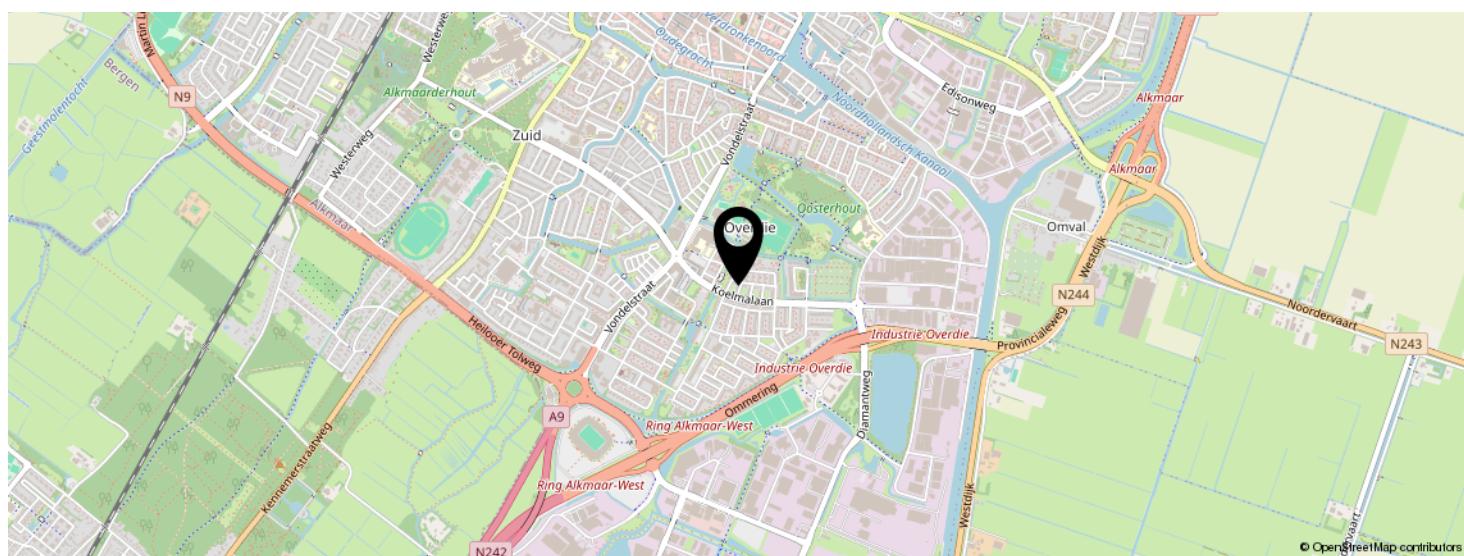 Martin L
Westerweg
Verdronkenoord
Oudegracht
Bergen
N9
Geestmolentocht
Alkmaarderhout
Edisonweg
Alkmaar
Zuid
Vondelstraat
Noordhollandsch Kanaal
Westerweg
Alkmaar
Alkmaar
Oosterhout
Overdie
Omval
Westdijk
Koelmalaan
N244
Noordervaart
Vondelstraat
Heilooer Tolweg
Industrie Overdie
Provincialeweg
N243
Industrie Overdie
Ommering
Diamantweg
A9
Ring Alkmaar-West
Kennemerstraatweg
Ring Alkmaar-West
Westdijk
N242
© OpenStreetMap contributors